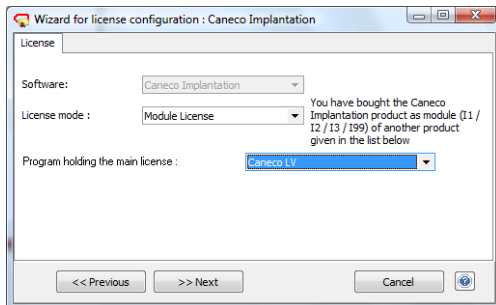 Wizard for license configuration : Caneco Implantation
License
Software:
Caneco Implantation
License mode :
Module License
You have bought the Caneco
Implantation product as module (I1 /
I2 / I3 / I99) of another product
given in the list below
Program holding the main license :
Caneco LV
<< Previous
>> Next
Cancel